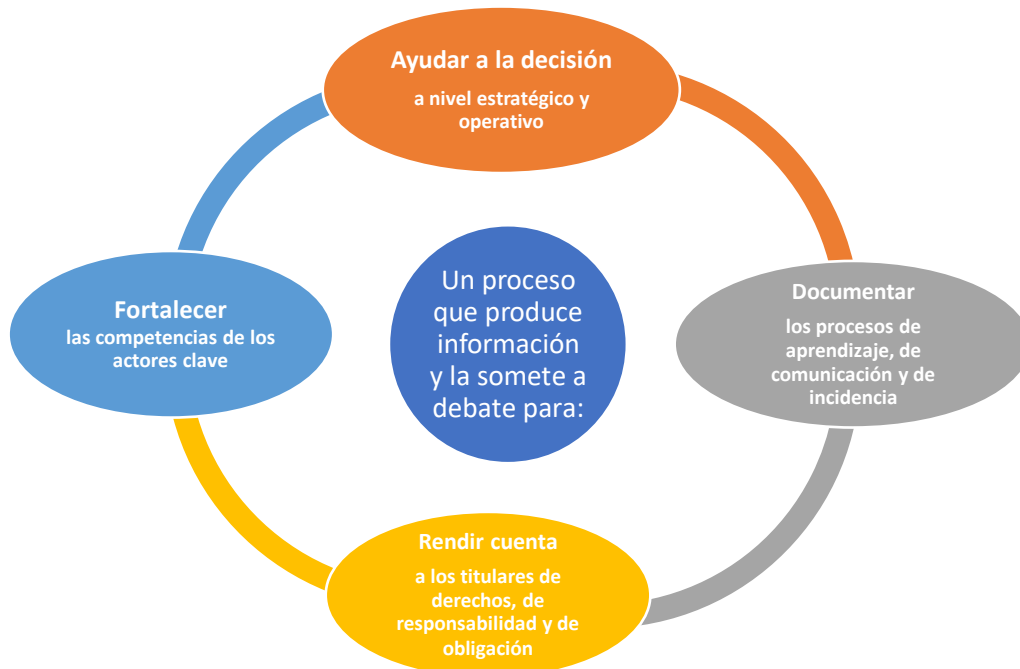 Ayudar a la decisión
a nivel estratégico y
operativo
Fortalecer
las competencias de los
actores clave
Un proceso
que produce
información
y la somete a
debate para:
Documentar
los procesos de
aprendizaje, de
comunicación y de
incidencia
Rendir cuenta
a los titulares de
derechos, de
responsabilidad y de
obligación